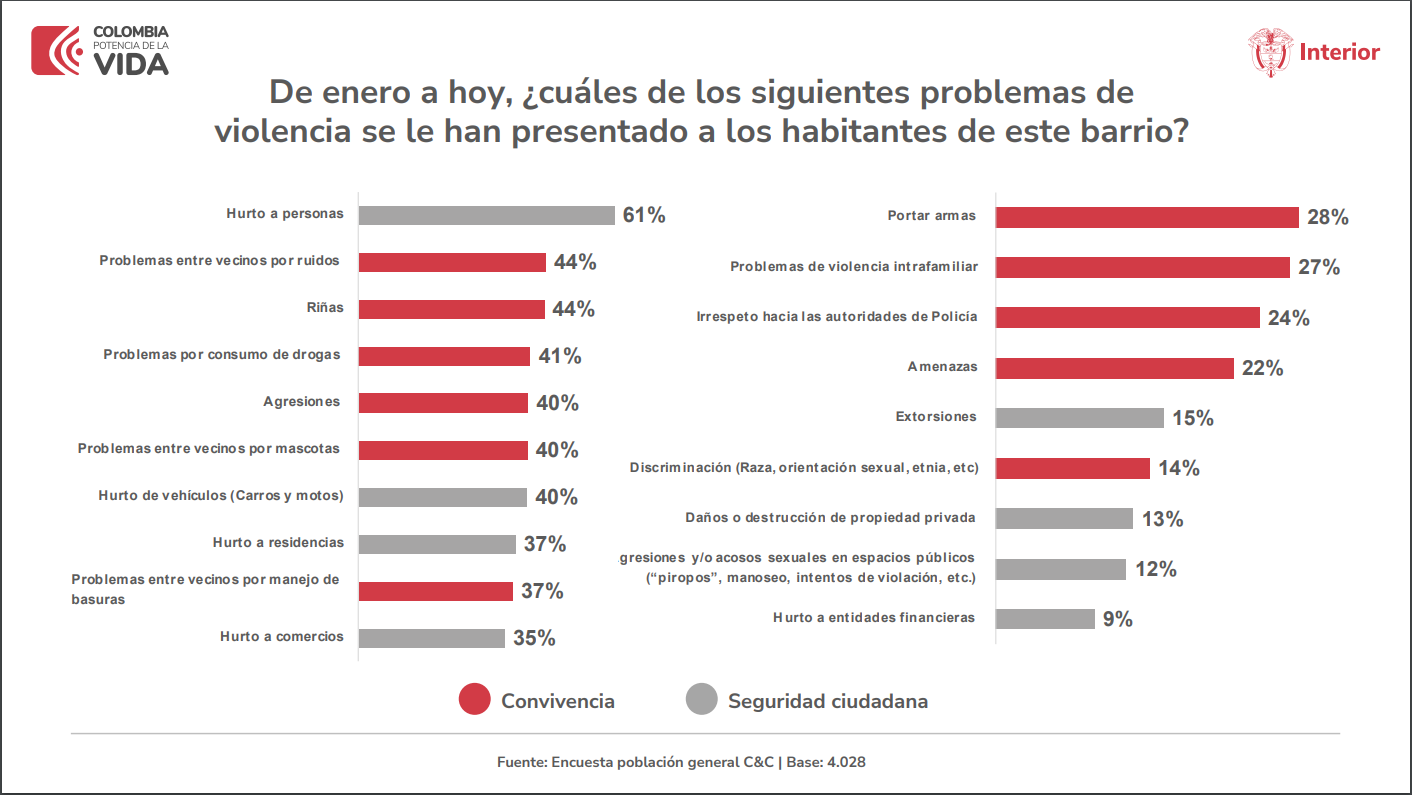 COLOMBIA
POTENCIA DE LA
VIDA
Interior
De enero a hoy, ¿cuáles de los siguientes problemas de
violencia se le han presentado a los habitantes de este barrio?
Hurto a personas 61%
Problemas entre vecinos por ruidos 44%
Riñas 44%
Problemas por consumo de drogas 41%
Agresiones 40%
Problemas entre vecinos por mascotas 40%
Hurto de vehículos (Carros y motos) 40%
Hurto a residencias 37%
Problemas entre vecinos por manejo de
basuras 37%
Hurto a comercios 35%
Portar armas 28%
Problemas de violencia intrafamiliar 27%
Irrespeto hacia las autoridades de Policía 24%
Amenazas 22%
Extorsiones 15%
Discriminación (Raza, orientación sexual, etnia, etc) 14%
Daños o destrucción de propiedad privada 13%
gresiones y/o acosos sexuales en espacios públicos
(“piropos”, manoseo, intentos de violación, etc.) 12%
Hurto a entidades financieras 9%
Convivencia
Seguridad ciudadana
Fuente: Encuesta población general C&C | Base: 4.028